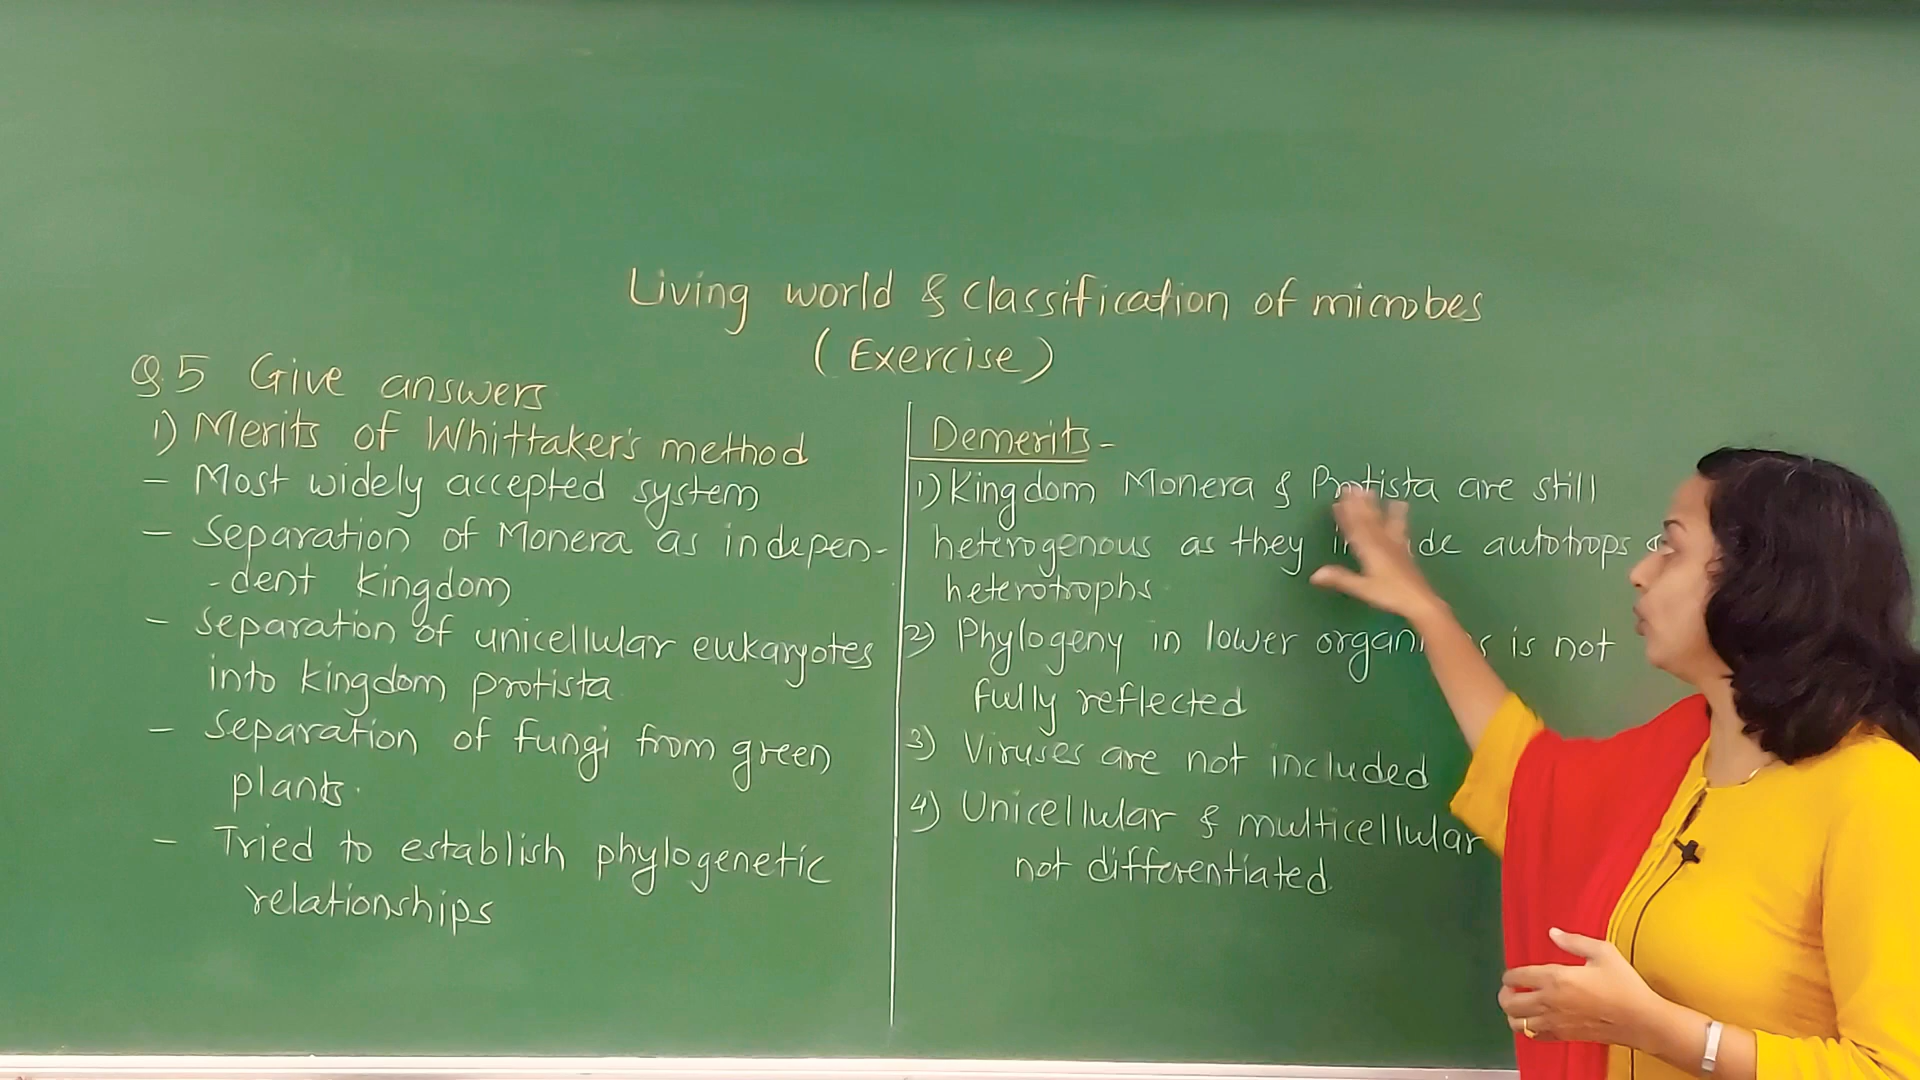 Living world & classification of microbes
(Exercise)
Q.5 Give answers
1) Merits of Whittaker's method
- Most widely accepted system
- Separation of Monera as indepen-
-dent kingdom
- Separation of unicellular eukaryotes
into kingdom protista
- Separation of fungi from green
plants.
- Tried to establish phylogenetic
relationships
Demerits -
1) Kingdom Monera & Protista are still
heterogenous as they autotrops
heterotrophs
2) Phylogeny in lower is not
fully reflected
3) Viruses are not included
4) Unicellular & multicellular
not differentiated.